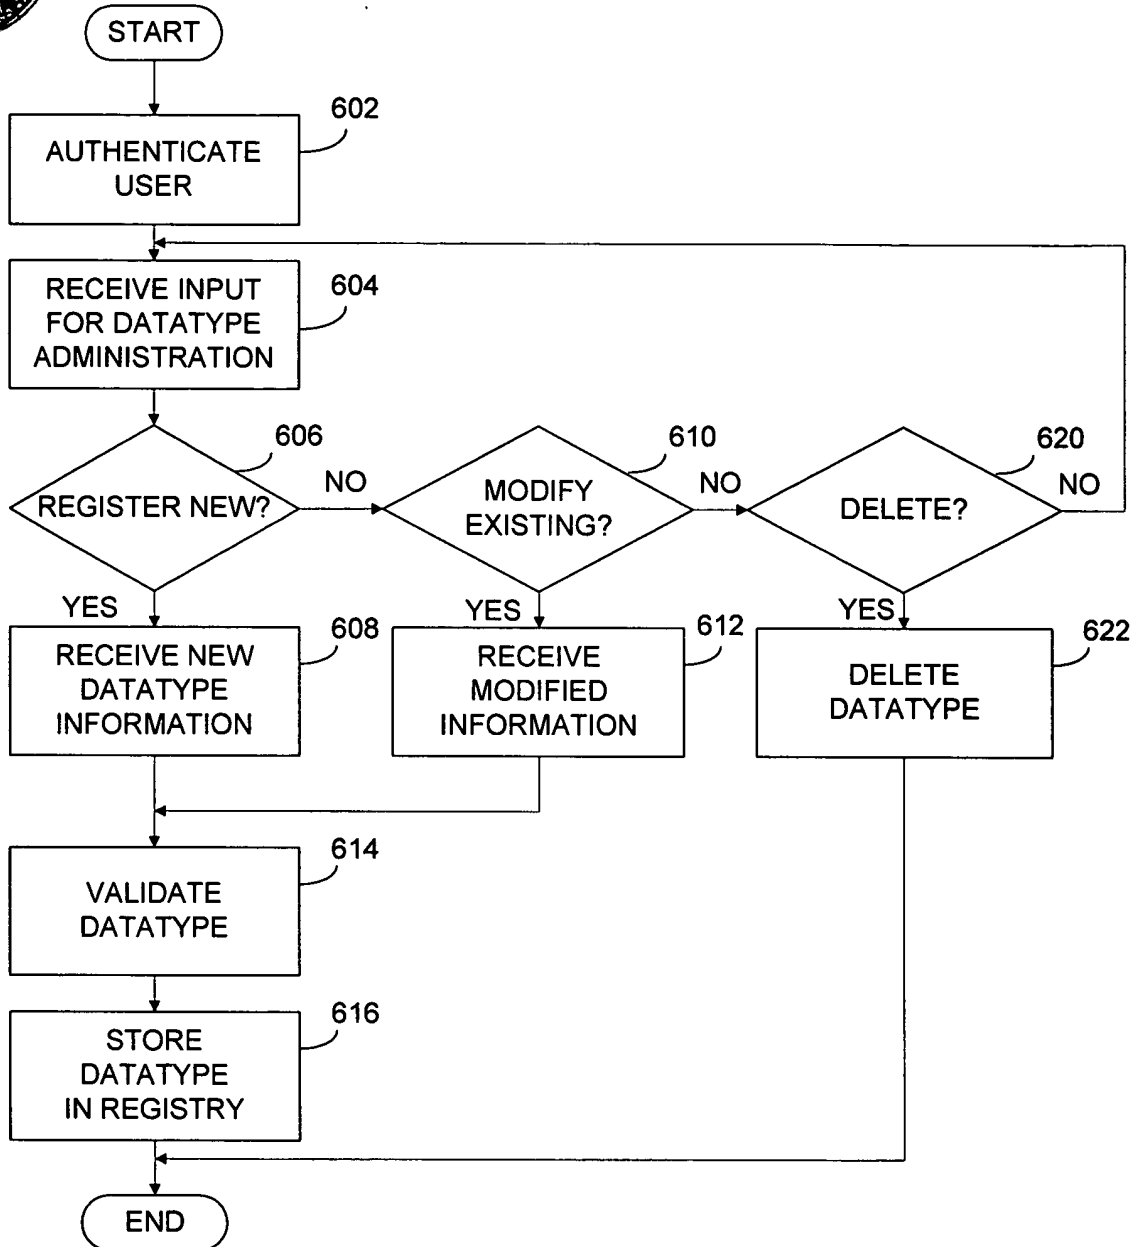 START
602
AUTHENTICATE
USER
604
RECEIVE INPUT
FOR DATATYPE
ADMINISTRATION
606
REGISTER NEW?
NO
610
MODIFY
EXISTING?
NO
620
DELETE?
NO
YES
608
RECEIVE NEW
DATATYPE
INFORMATION
YES
612
RECEIVE
MODIFIED
INFORMATION
YES
622
DELETE
DATATYPE
614
VALIDATE
DATATYPE
616
STORE
DATATYPE
IN REGISTRY
END